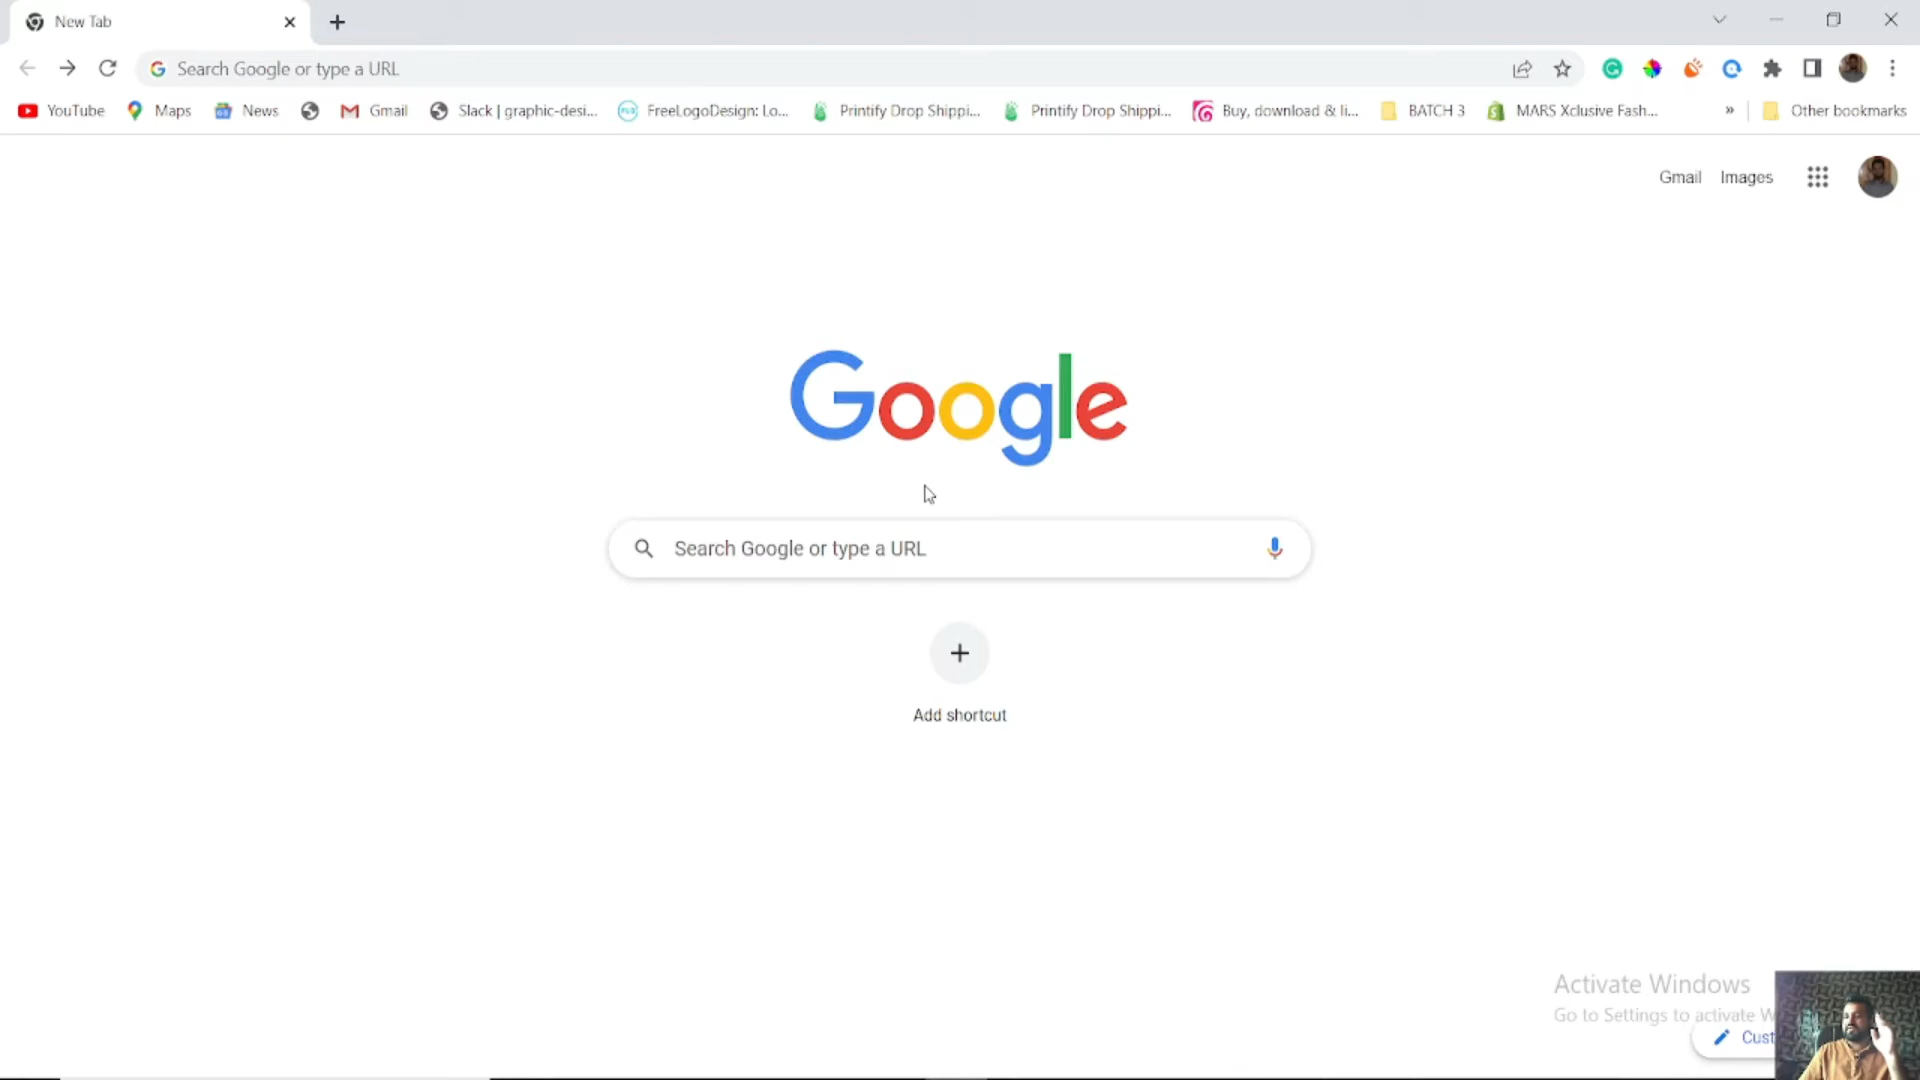 New Tab
Search Google or type a URL
YouTube Maps News Gmail Slack | graphic-desi... FreeLogoDesign: Lo... Printify Drop Shippi... Printify Drop Shippi... Buy, download & li... BATCH 3 MARS Xclusive Fash... » Other bookmarks
Gmail Images
Google
Search Google or type a URL
Add shortcut
Activate Windows
Go to Settings to activate W
Cust